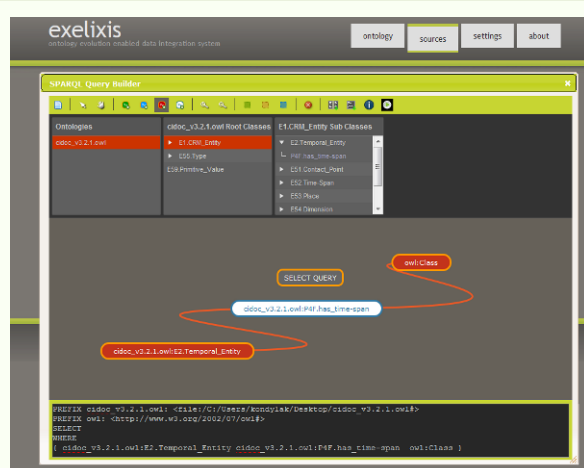 exelixis
ontology evolution enabled data integration system
ontology
sources
settings
about
SPARQL Query Builder
Ontologies
cidoc_v3.2.1.owl Root Classes
E1.CRM_Entity Sub Classes
cidoc_v3.2.1.owl
E1.CRM_Entity
E2.Temporal_Entity
E55.Type
P4F.has_time-span
E59.Primitive_Value
E51.Contact_Point
E52.Time-Span
E53.Place
E54.Dimension
owl:Class
SELECT QUERY
cidoc_v3.2.1.owl:P4F.has_time-span
cidoc_v3.2.1.owl:E2.Temporal_Entity
PREFIX cidoc_v3.2.1.owl: <file:/C:/Users/kondylak/Desktop/cidoc_v3.2.1.owl#>
PREFIX owl: <http://www.w3.org/2002/07/owl#>
SELECT
WHERE
{ cidoc_v3.2.1.owl:E2.Temporal_Entity cidoc_v3.2.1.owl:P4F.has_time-span owl:Class }